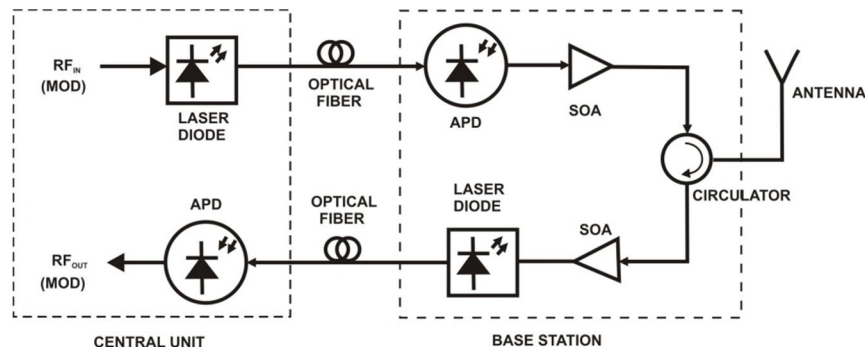 RF_IN
(MOD)
LASER
DIODE
OPTICAL
FIBER
APD
SOA
ANTENNA
CIRCULATOR
LASER
DIODE
SOA
OPTICAL
FIBER
APD
RF_OUT
(MOD)
CENTRAL UNIT
BASE STATION